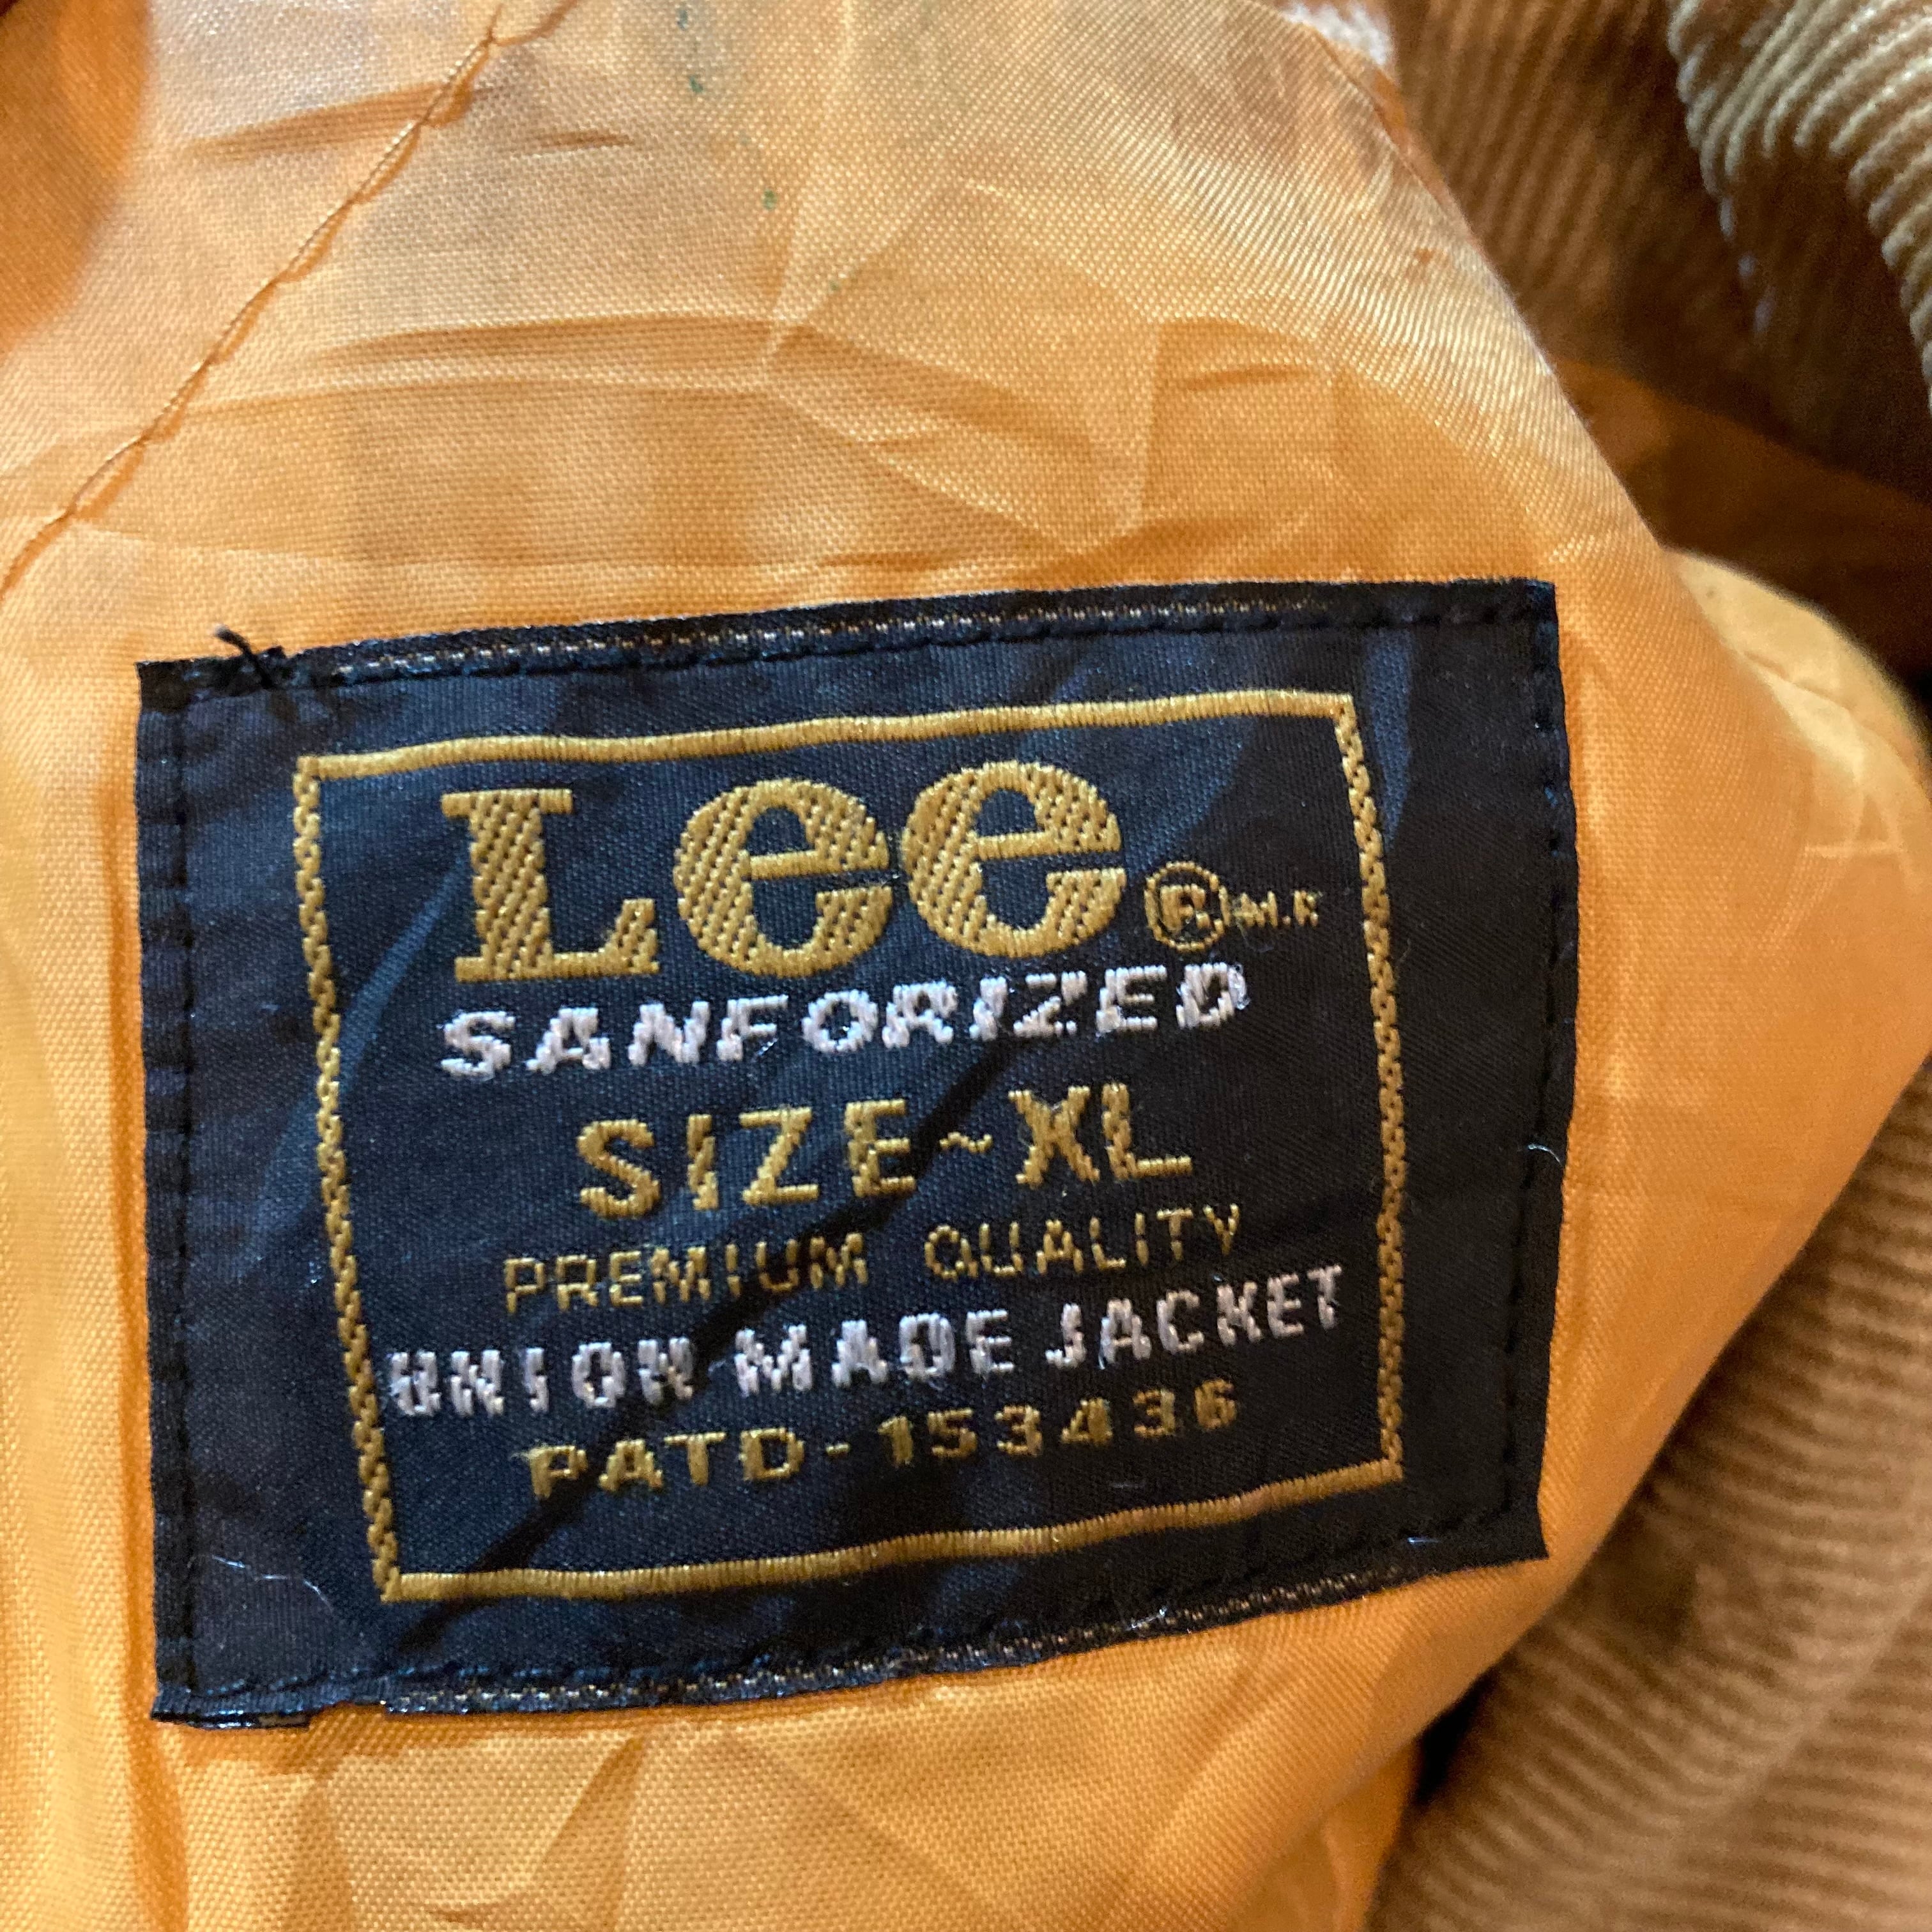 Lee ® M.R
SANFORIZED
SIZE~XL
PREMIUM QUALITY
UNION MADE JACKET
PATD-153436